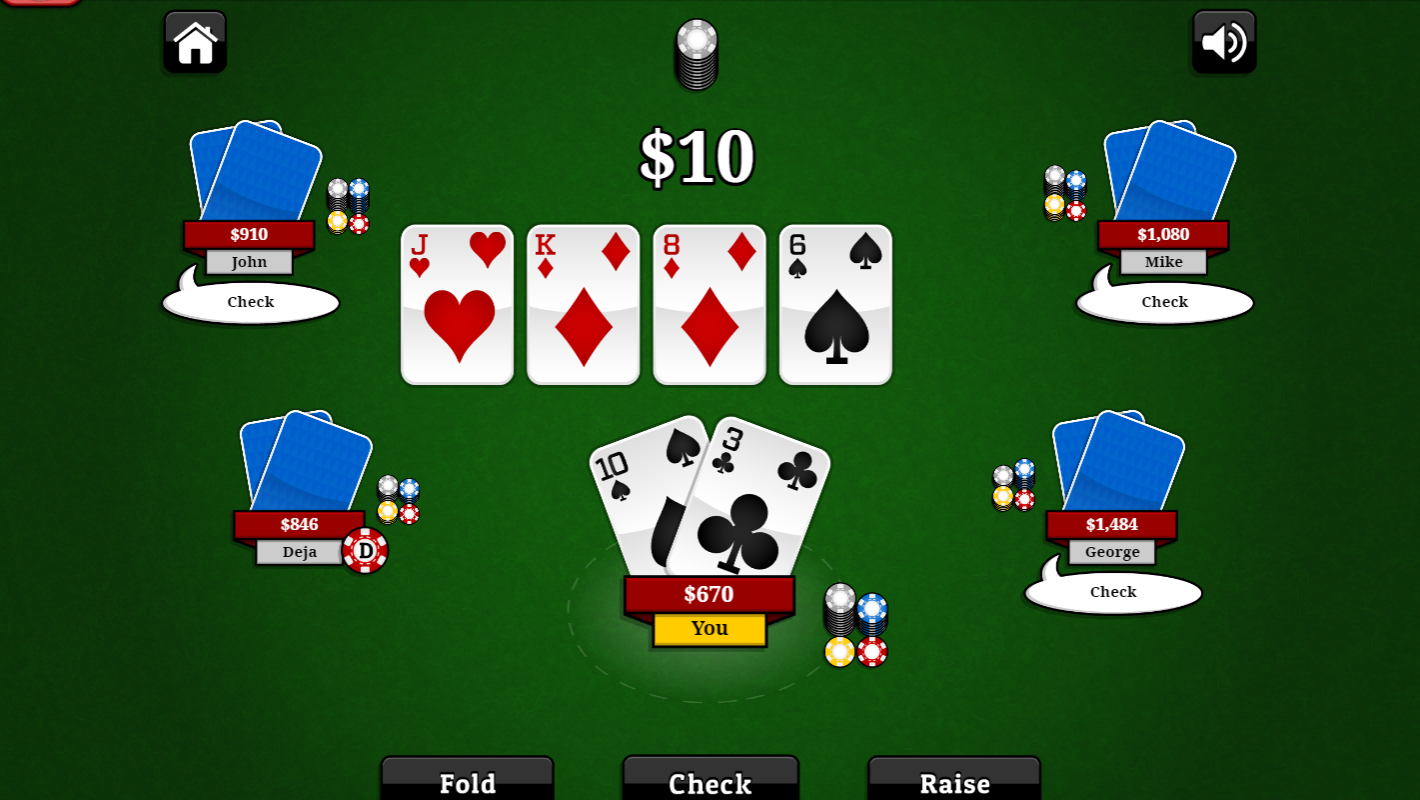 $10
$910
John
Check
$1,080
Mike
Check
J
K
8
6
10
3
$846
Deja
D
$1,484
George
Check
$670
You
Fold
Check
Raise